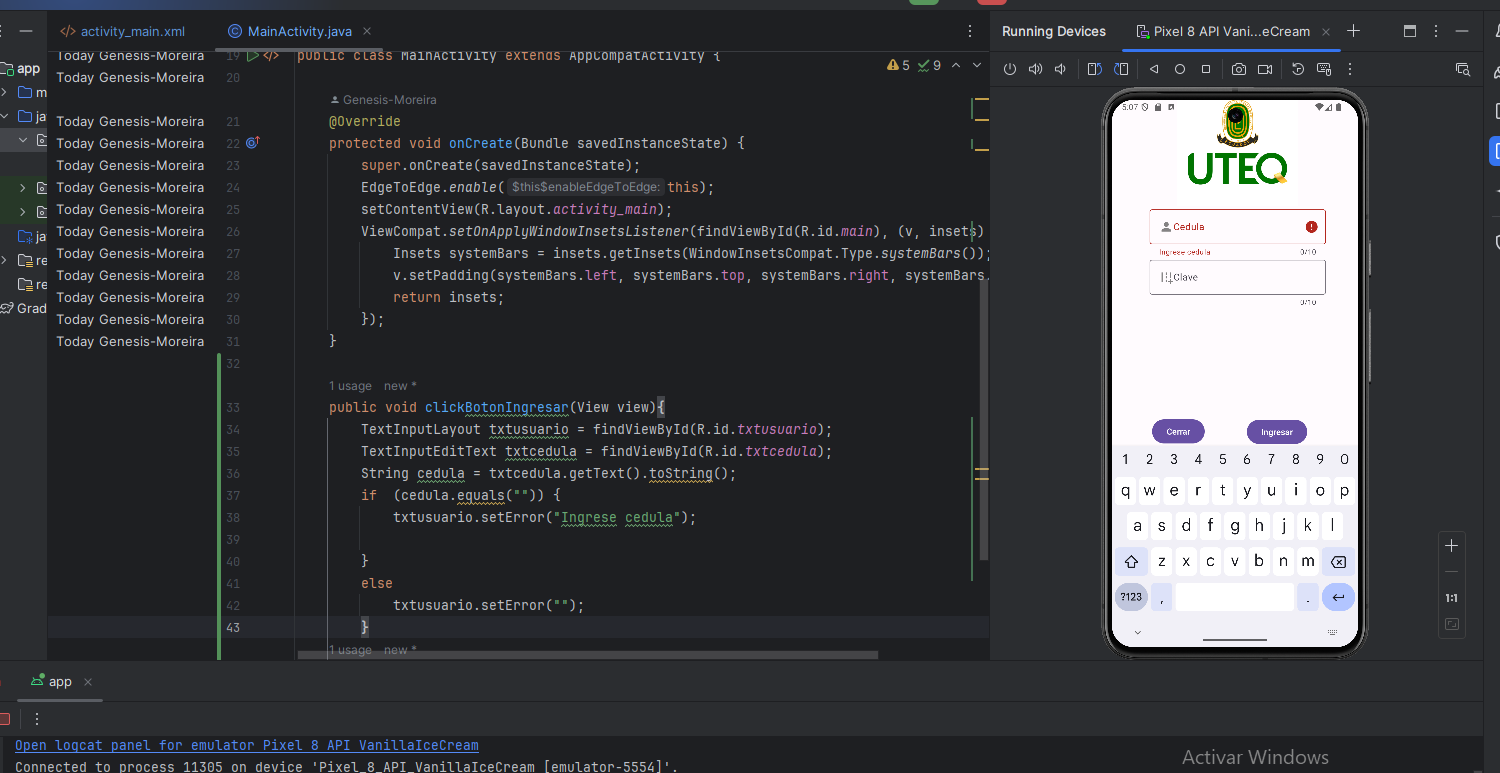 activity_main.xml
MainActivity.java
Running Devices
Pixel 8 API Vani...eCream
app
m
ja
ja
re
re
Grad
Today Genesis-Moreira 19 public class MainActivity extends AppCompatActivity {
5 9
Today Genesis-Moreira 20
Genesis-Moreira
Today Genesis-Moreira 21 @Override
Today Genesis-Moreira 22 protected void onCreate(Bundle savedInstanceState) {
Today Genesis-Moreira 23 super.onCreate(savedInstanceState);
Today Genesis-Moreira 24 EdgeToEdge.enable( $this$enableEdgeToEdge: this);
Today Genesis-Moreira 25 setContentView(R.layout.activity_main);
Today Genesis-Moreira 26 ViewCompat.setOnApplyWindowInsetsListener(findViewById(R.id.main), (v, insets)
Today Genesis-Moreira 27 Insets systemBars = insets.getInsets(WindowInsetsCompat.Type.systemBars());
Today Genesis-Moreira 28 v.setPadding(systemBars.left, systemBars.top, systemBars.right, systemBars.
Today Genesis-Moreira 29 return insets;
Today Genesis-Moreira 30 });
Today Genesis-Moreira 31 }
32
1 usage new *
33 public void clickBotonIngresar(View view){
34 TextInputLayout txtusuario = findViewById(R.id.txtusuario);
35 TextInputEditText txtcedula = findViewById(R.id.txtcedula);
36 String cedula = txtcedula.getText().toString();
37 if (cedula.equals("")) {
38 txtusuario.setError("Ingrese cedula");
39
40 }
41 else
42 txtusuario.setError("");
43 }
1 usage new *
5:07
UTEQ
Cedula
Ingrese cedula 0/10
Clave
0/10
Cerrar Ingresar
1 2 3 4 5 6 7 8 9 0
q w e r t y u i o p
a s d f g h j k l
z x c v b n m
?123 , .
1:1
app
Open logcat panel for emulator Pixel 8 API VanillaIceCream
Connected to process 11305 on device 'Pixel_8_API_VanillaIceCream [emulator-5554]'.
Activar Windows